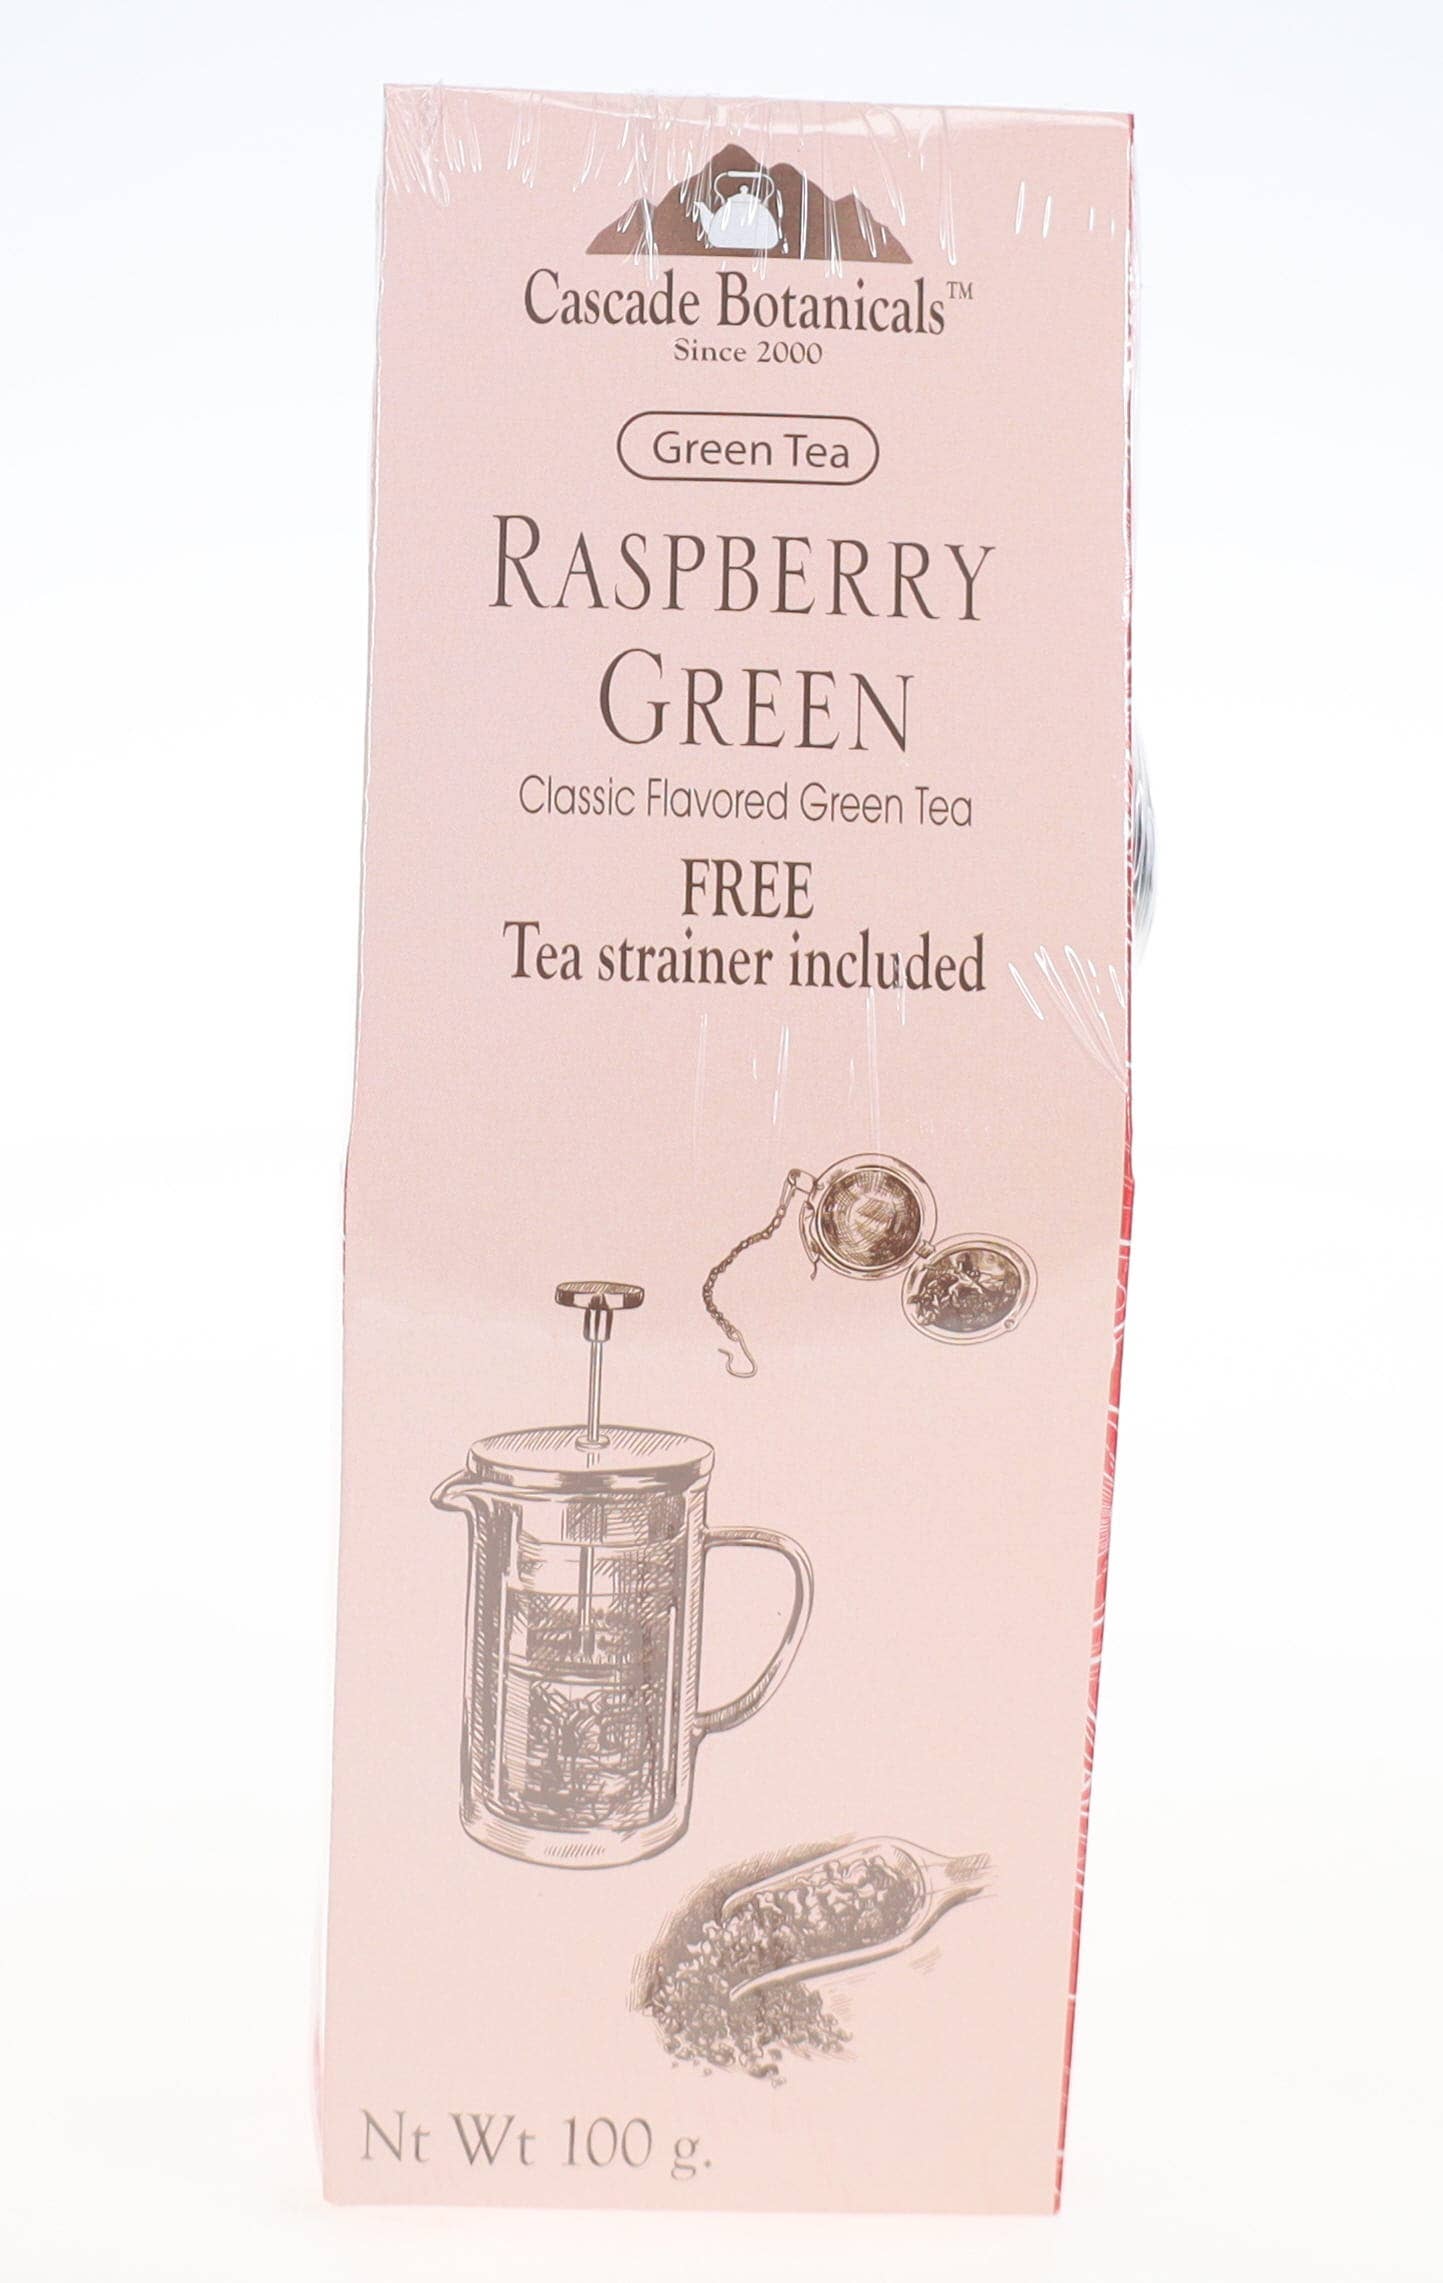 Cascade Botanicals™
Since 2000
Green Tea
RASPBERRY
GREEN
Classic Flavored Green Tea
FREE
Tea strainer included
Nt Wt 100 g.